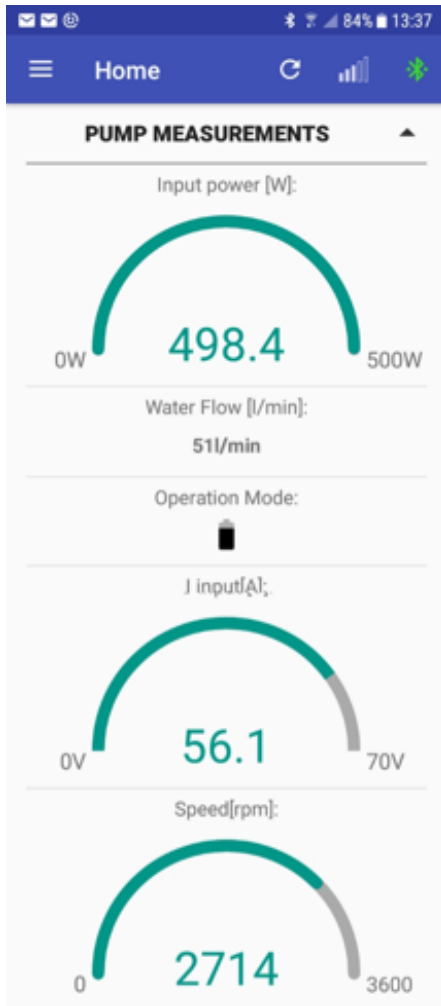 84% 13:37
Home
PUMP MEASUREMENTS
Input power [W]:
498.4
0W 500W
Water Flow [l/min]:
51l/min
Operation Mode:
56.1
0V 70V
Speed[rpm]:
2714
0 3600